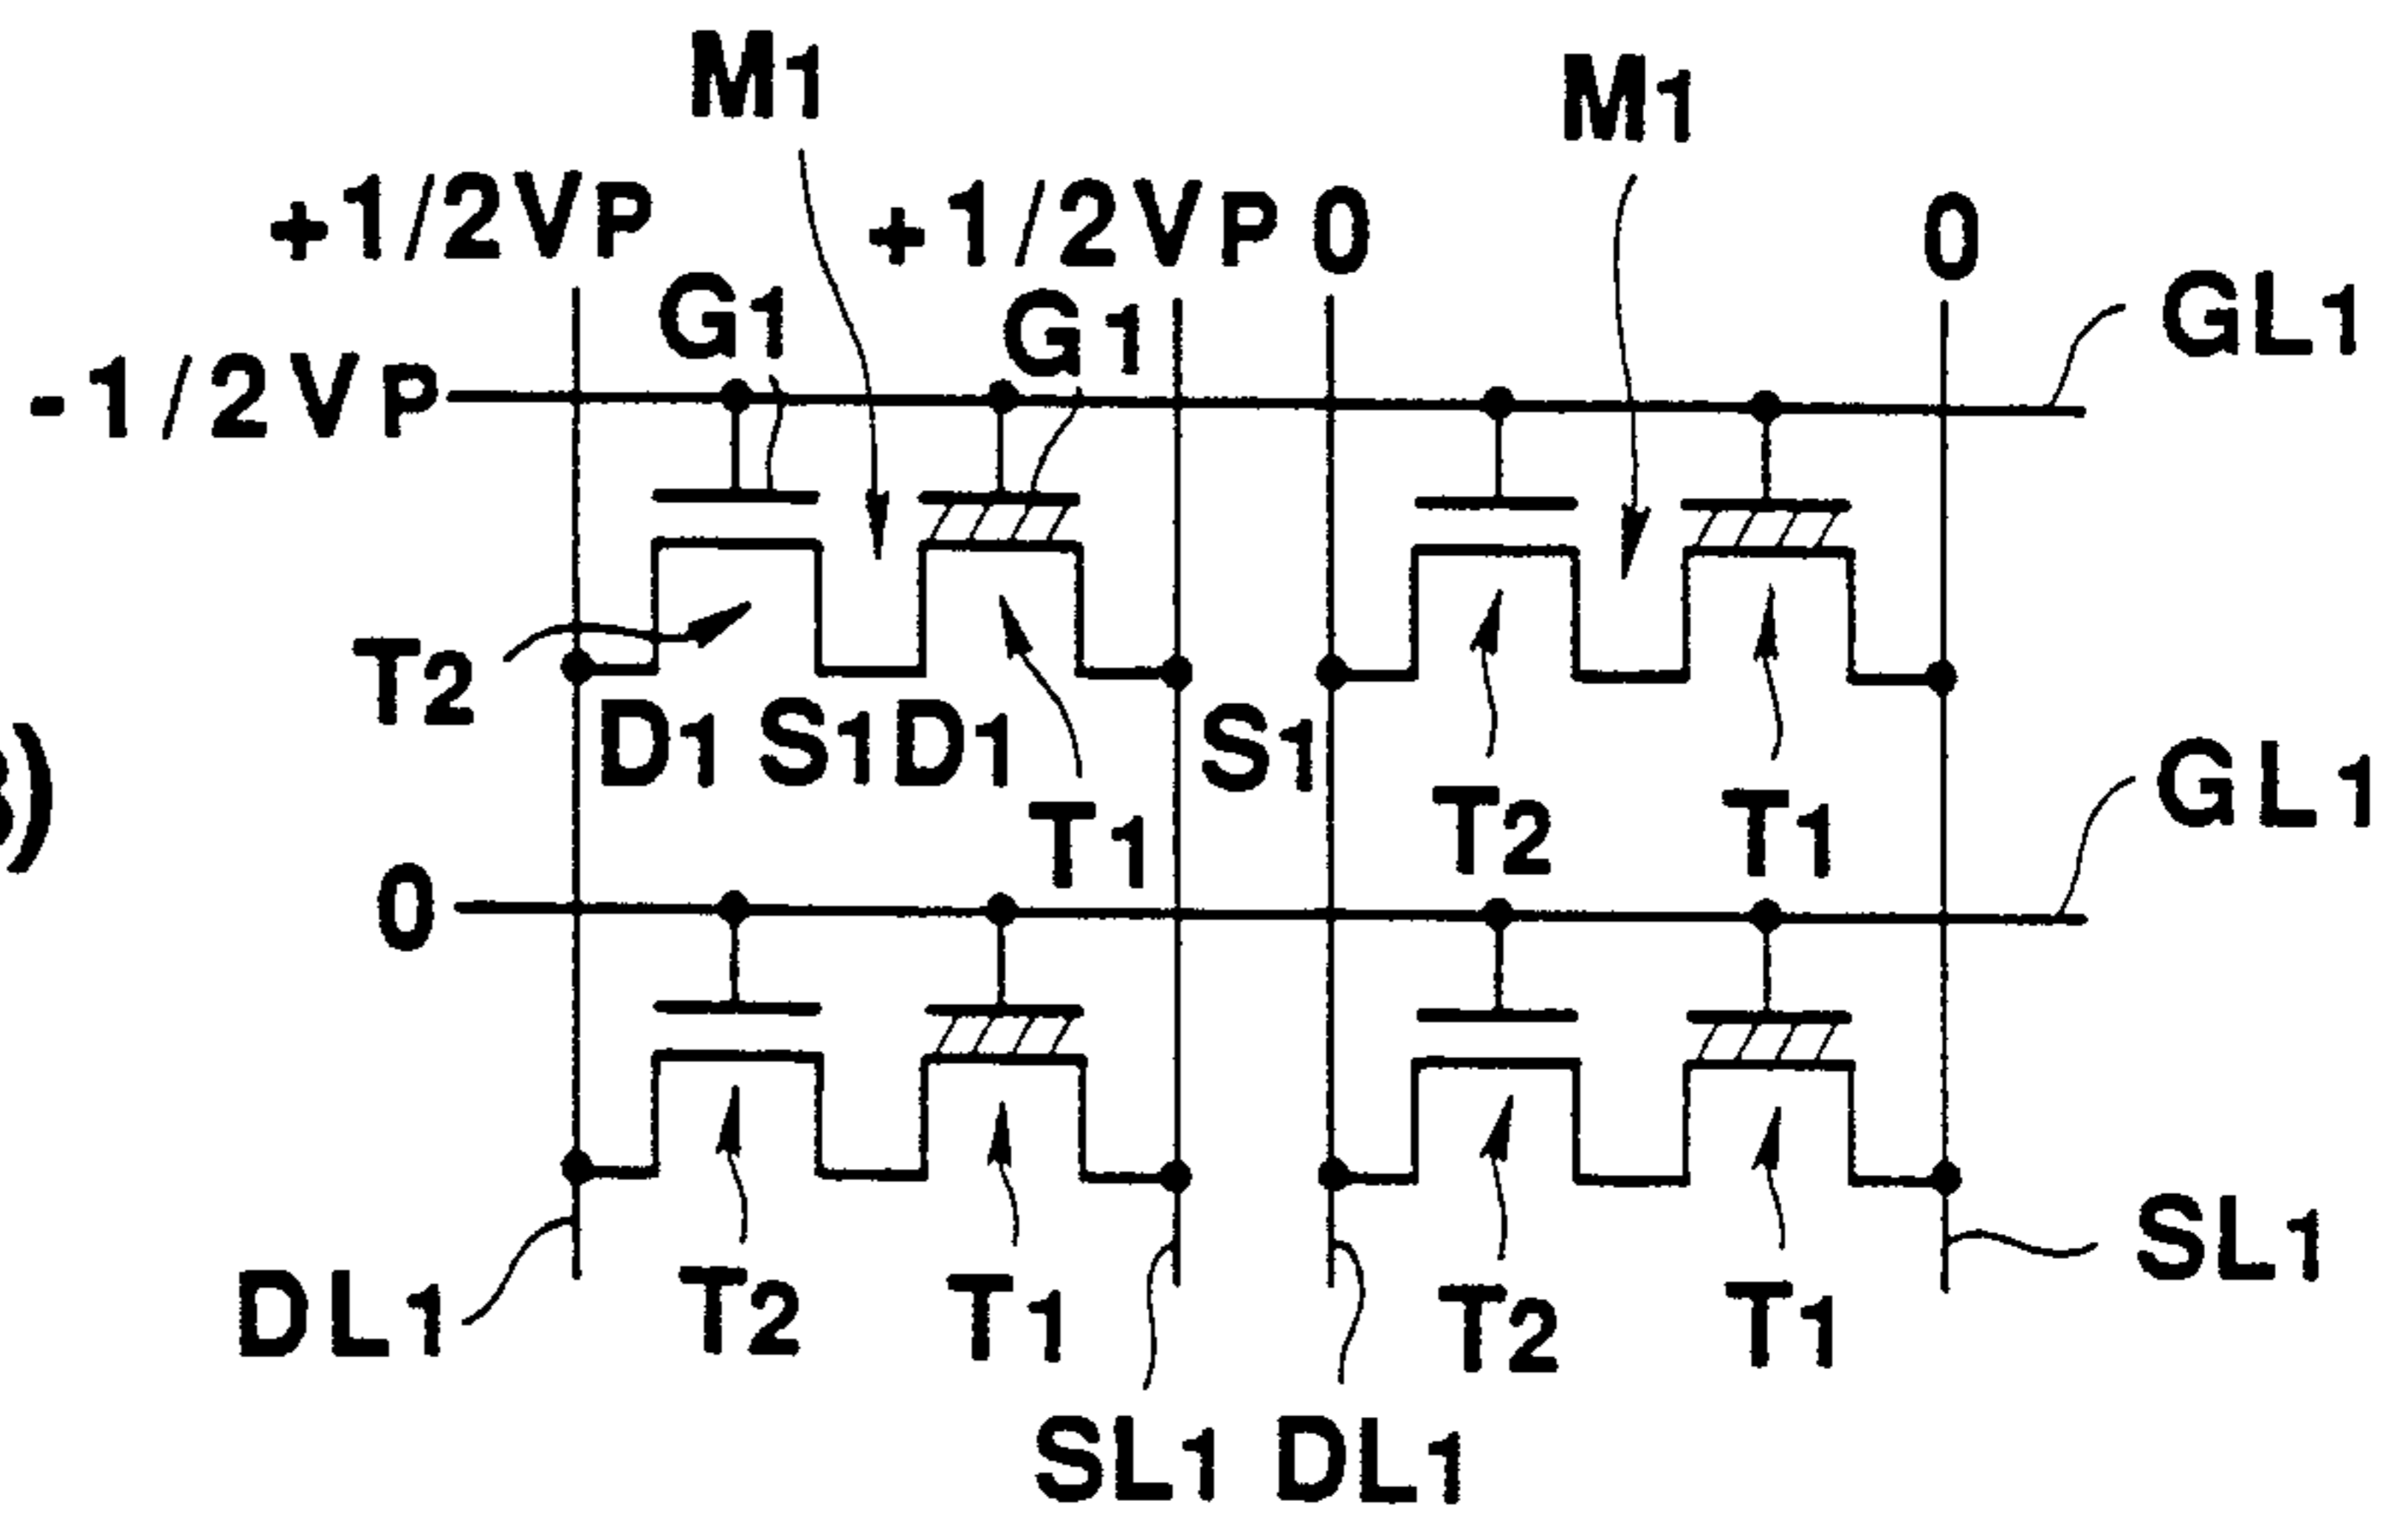 M1 M1
+1/2VP +1/2VP 0 0
G1 G1 GL1
-1/2VP
T2
D1 S1 D1 S1
GL1
T1 T2 T1
)
0
DL1 T2 T1 T2 T1 SL1
SL1 DL1